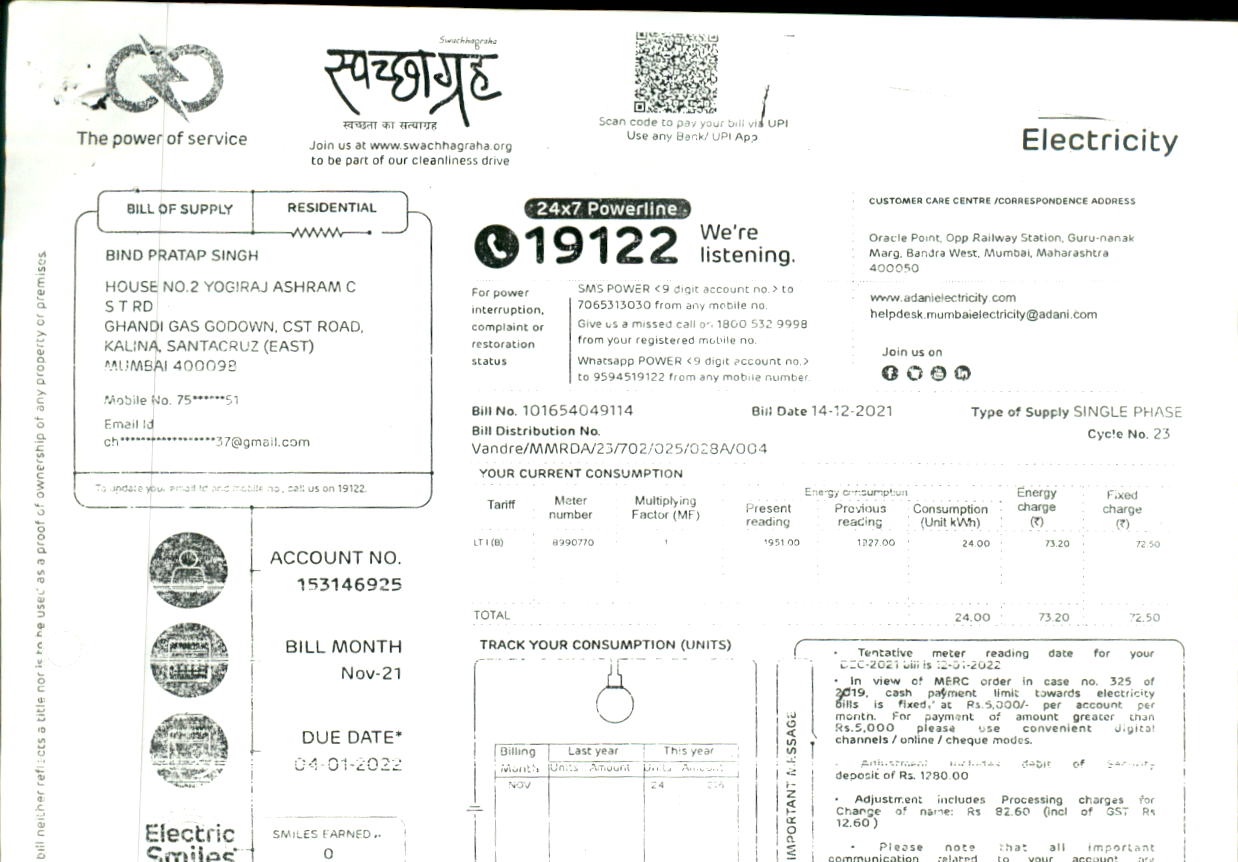 Swachhagraha
स्वच्छाग्रह
स्वच्छता का सत्याग्रह
The power of service
Join us at www.swachhagraha.org
to be part of our cleanliness drive
Scan code to pay your bill via UPI
Use any Bank/ UPI App
Electricity
BILL OF SUPPLY
RESIDENTIAL
BIND PRATAP SINGH
HOUSE NO.2 YOGIRAJ ASHRAM C
S T RD
GHANDI GAS GODOWN, CST ROAD,
KALINA, SANTACRUZ (EAST)
MUMBAI 400098
Mobile No. 75******51
Email Id
ch******************37@gmail.com
To update your email Id and mobile no., call us on 19122.
24x7 Powerline
19122
We're
listening.
For power
interruption,
complaint or
restoration
status
SMS POWER <9 digit account no.> to
7065313030 from any mobile no.
Give us a missed call on 1800 532 9998
from your registered mobile no.
Whatsapp POWER <9 digit account no.>
to 9594519122 from any mobile number.
CUSTOMER CARE CENTRE /CORRESPONDENCE ADDRESS
Oracle Point, Opp Railway Station, Guru-nanak
Marg, Bandra West, Mumbai, Maharashtra
400050
www.adanielectricity.com
helpdesk.mumbaielectricity@adani.com
Join us on
Bill No. 101654049114
Bill Date 14-12-2021
Type of Supply SINGLE PHASE
Cycle No. 23
Bill Distribution No.
Vandre/MMRDA/23/702/025/028A/004
YOUR CURRENT CONSUMPTION
Tariff Meter number Multiplying Factor (MF) Energy consumption Present reading Previous reading Consumption (Unit kWh) Energy charge (₹) Fixed charge (₹)
LT I (B) 8990770 1 1951.00 1927.00 24.00 73.20 72.50
TOTAL 24.00 73.20 72.50
ACCOUNT NO.
153146925
BILL MONTH
Nov-21
DUE DATE*
04-01-2022
Electric
Smiles
SMILES EARNED
0
TRACK YOUR CONSUMPTION (UNITS)
Billing Last year This year
Month Units Amount Units Amount
NOV 24
IMPORTANT MESSAGE
• Tentative meter reading date for your
DEC-2021 bill is 12-01-2022
• In view of MERC order in case no. 325 of
2019, cash payment limit towards electricity
bills is fixed, at Rs.5,000/- per account per
month. For payment of amount greater than
Rs.5,000 please use convenient digital
channels / online / cheque modes.
• Adjustment includes debit of Security
deposit of Rs. 1280.00
• Adjustment includes Processing charges for
Change of name: Rs 82.60 (incl of GST Rs
12.60 )
• Please note that all important
communication related to your account are
bill neither reflects a title nor is to be used as a proof of ownership of any property or premises